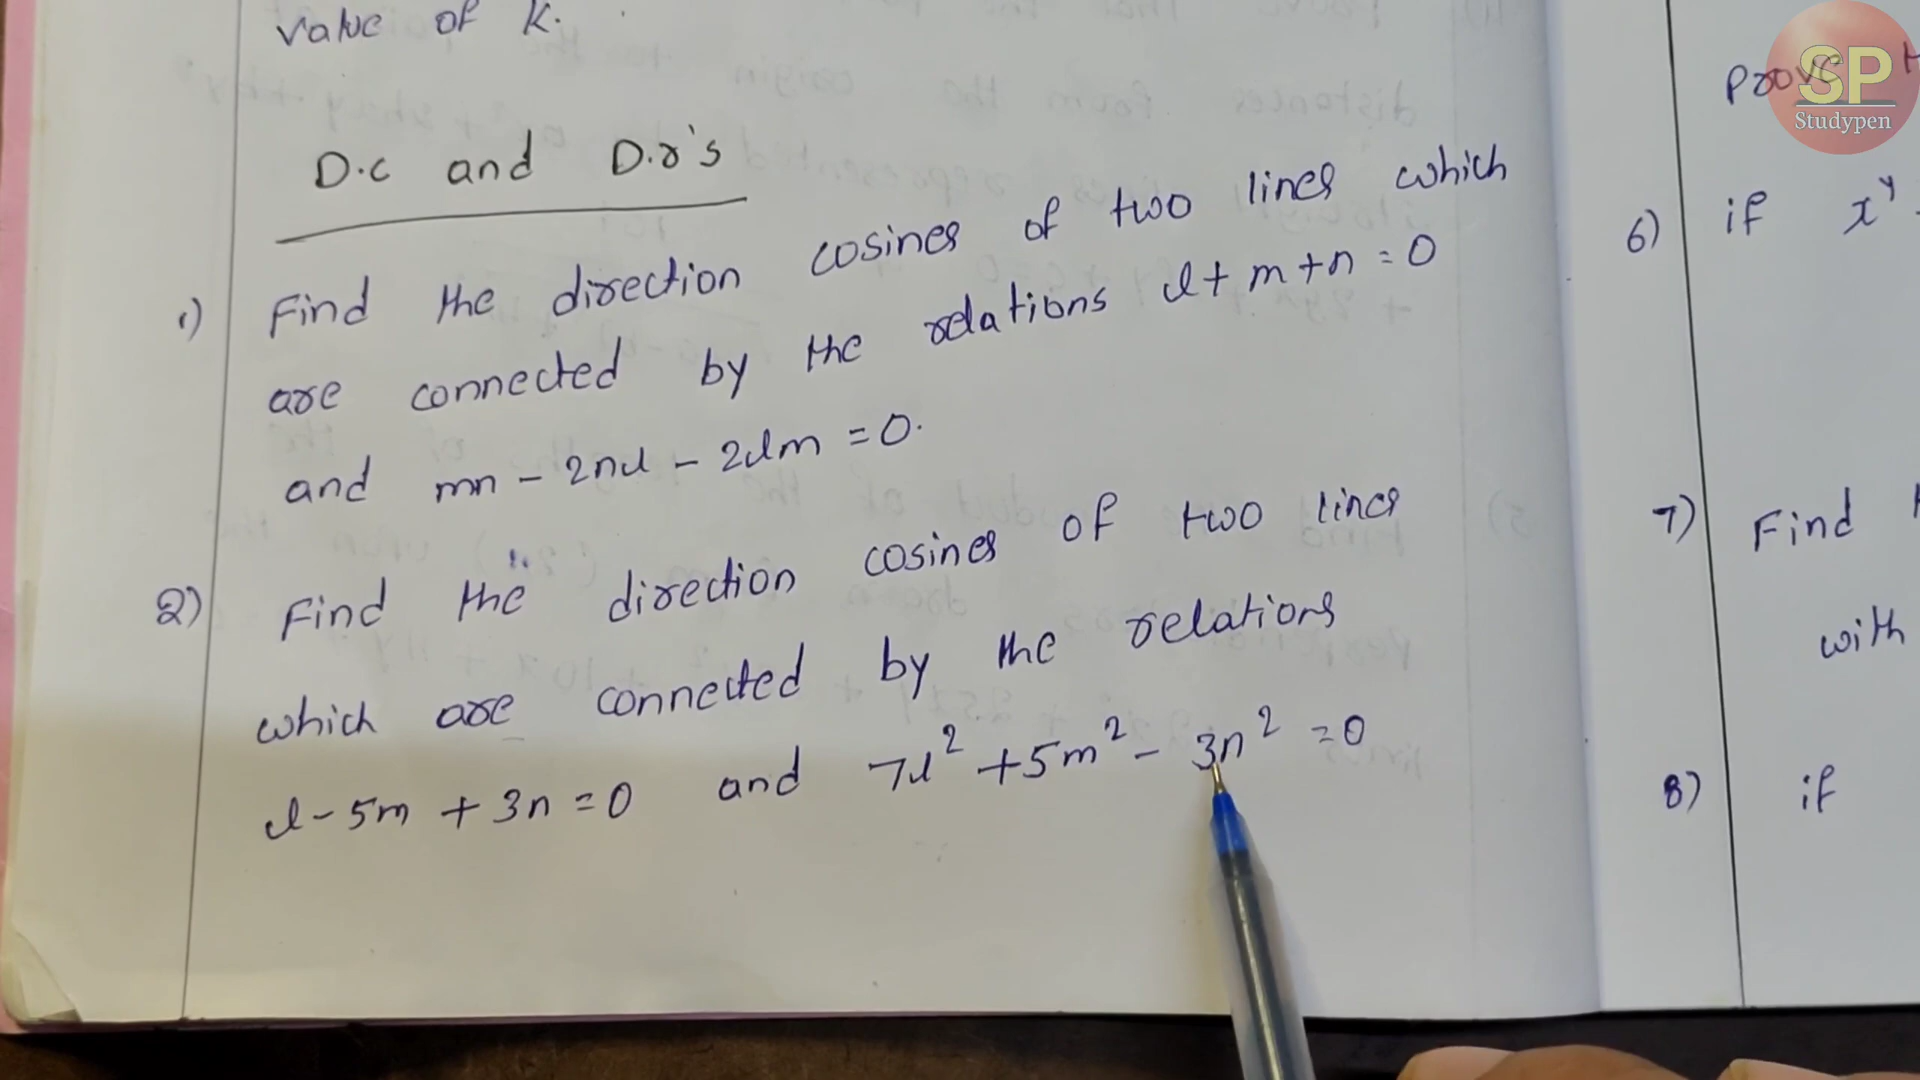 value of k.
D.c and D.r's
1) Find the direction cosines of two lines which
are connected by the relations l+m+n=0
and mn-2nl-2lm=0.
2) Find the direction cosines of two lines
which are connected by the relations
l-5m+3n=0 and 7l²+5m²-3n²=0
Prove
6) if x^y
7) Find
with
8) if
SP
Studypen